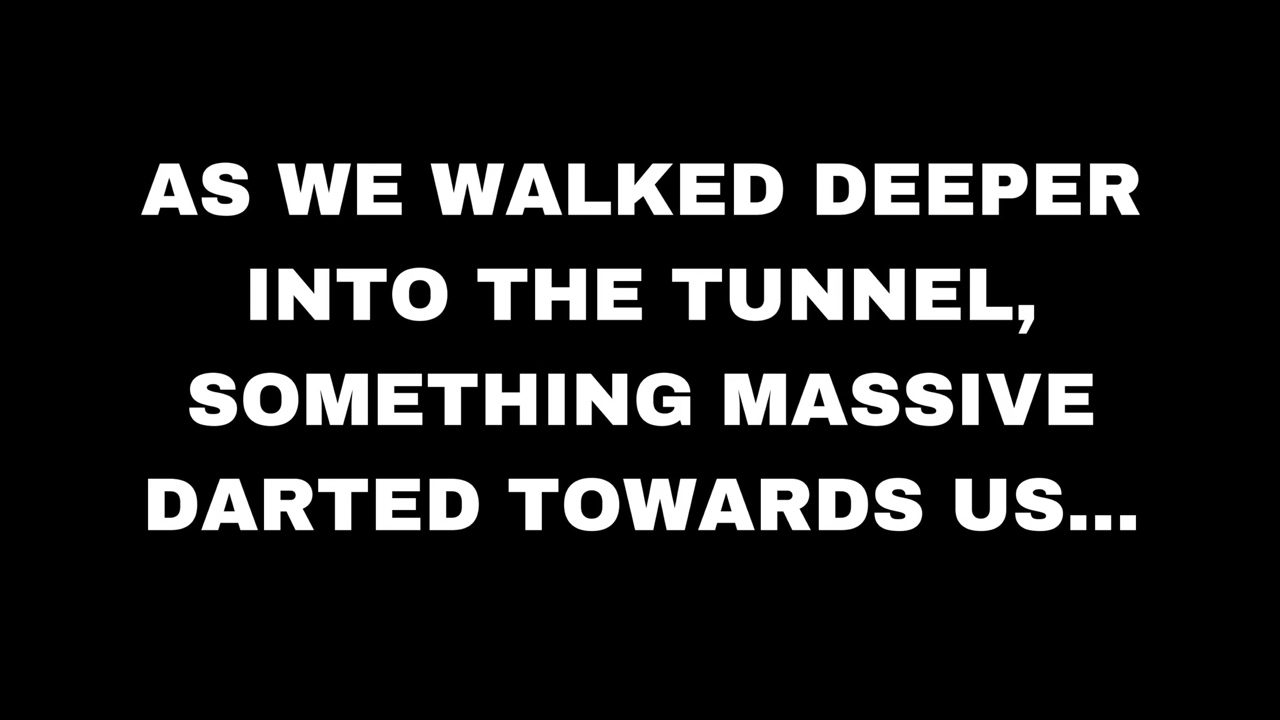 AS WE WALKED DEEPER
INTO THE TUNNEL,
SOMETHING MASSIVE
DARTED TOWARDS US...